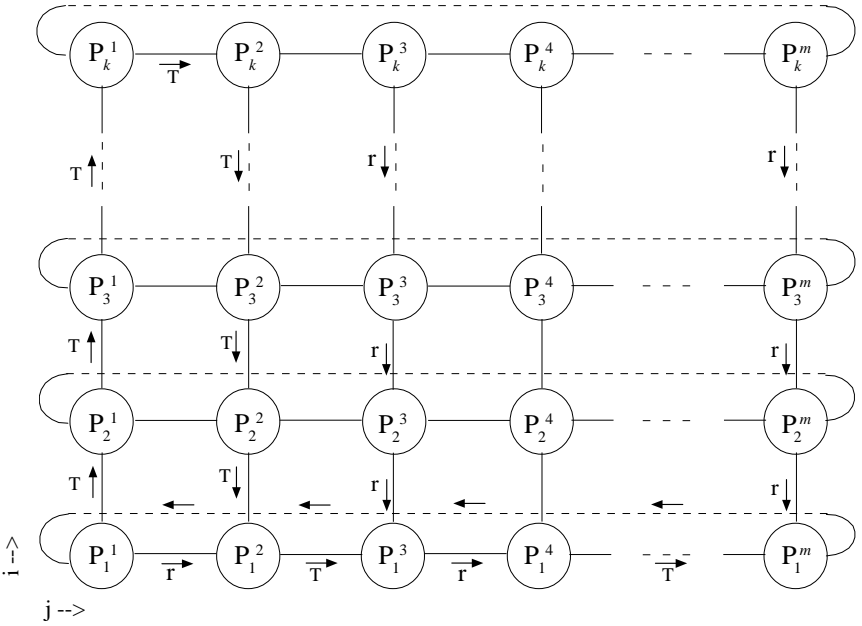 P_k^1 P_k^2 P_k^3 P_k^4 P_k^m
T
T T r r
P_3^1 P_3^2 P_3^3 P_3^4 P_3^m
T T r r
P_2^1 P_2^2 P_2^3 P_2^4 P_2^m
T T r r
P_1^1 P_1^2 P_1^3 P_1^4 P_1^m
r T r T
i -->
j -->